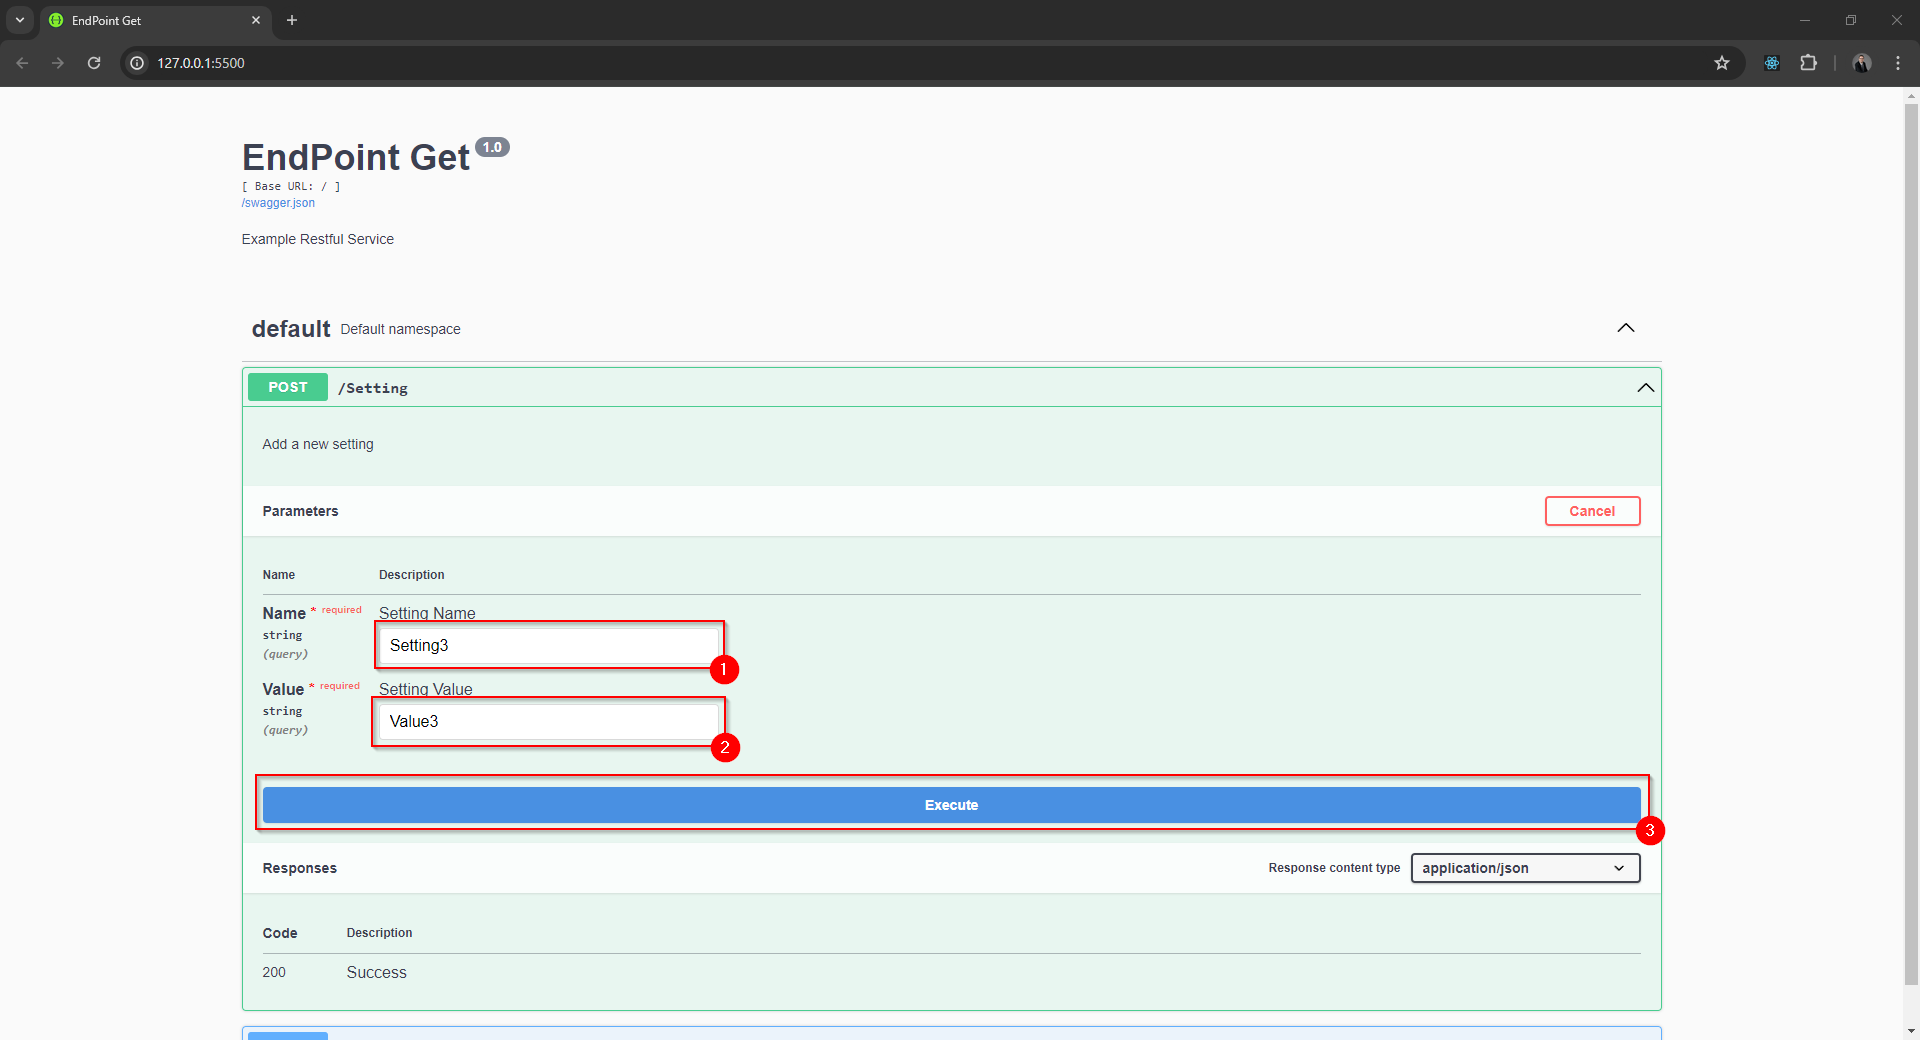 EndPoint Get
127.0.0.1:5500
EndPoint Get 1.0
[ Base URL: / ]
/swagger.json
Example Restful Service
default Default namespace
POST /Setting
Add a new setting
Parameters Cancel
Name Description
Name * required Setting Name
string
Setting3
(query)
1
Value * required Setting Value
string
Value3
(query)
2
Execute
3
Responses Response content type application/json
Code Description
200 Success